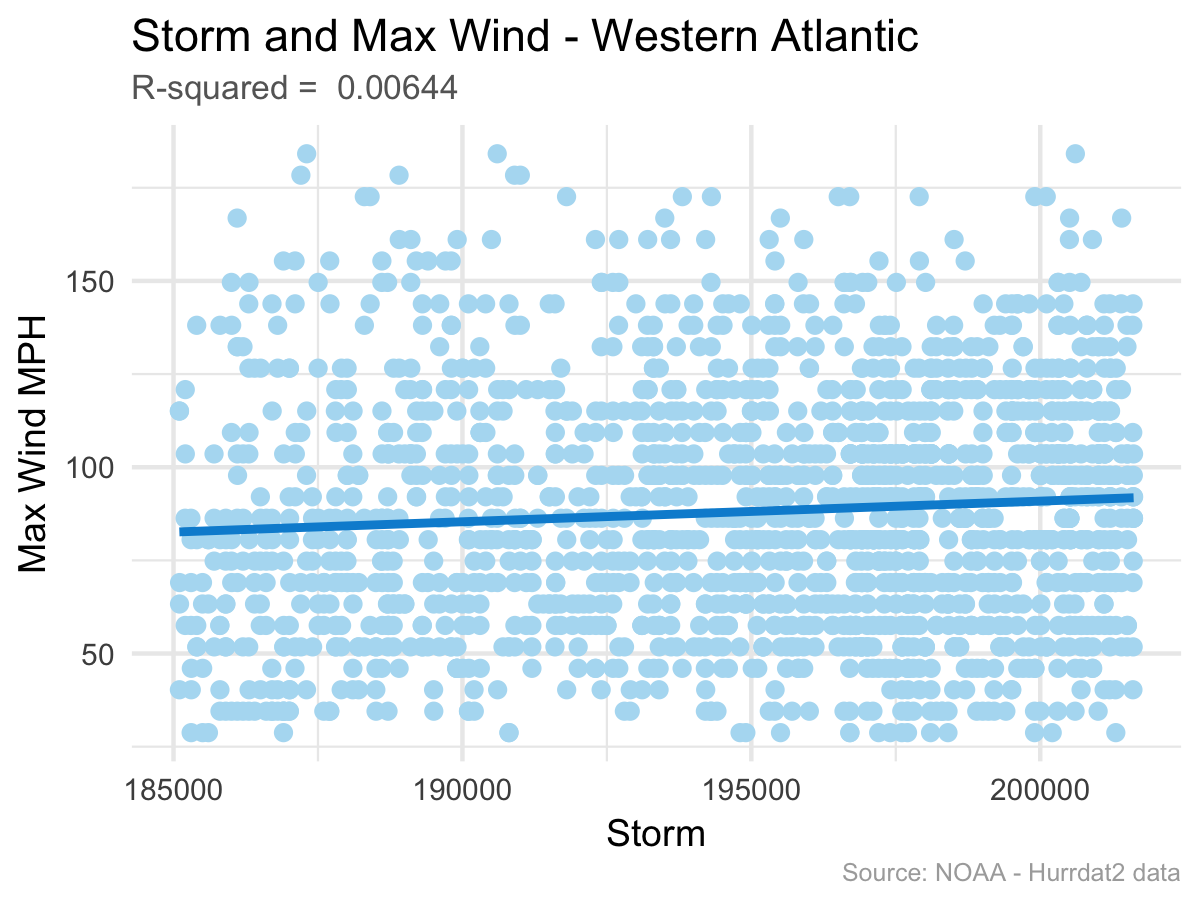 Storm and Max Wind - Western Atlantic
R-squared =  0.00644
Max Wind MPH
150
100
50
185000 190000 195000 200000
Storm
Source: NOAA - Hurrdat2 data